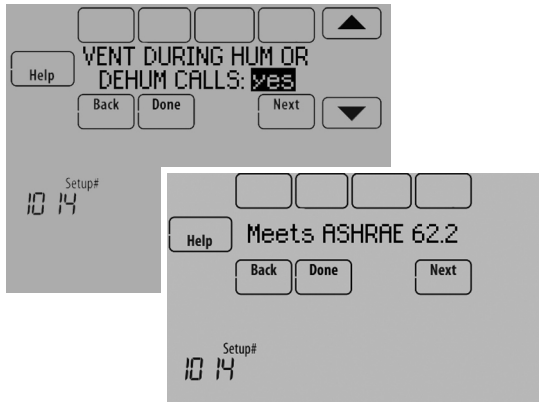 VENT DURING HUM OR
Help
DEHUM CALLS: yes
Back Done Next
Setup#
10 14
Meets ASHRAE 62.2
Help
Back Done Next
Setup#
10 14